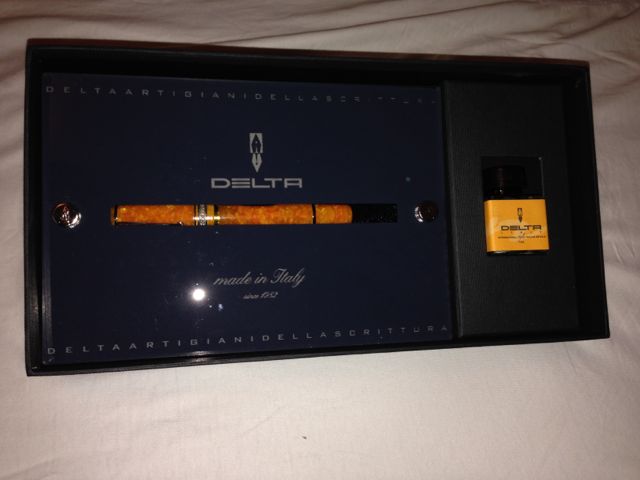 DELTAARTIGIANIDELLASCRITTURA
DELTA
made in Italy
since 1982
DELTAARTIGIANIDELLASCRITTURA
DELTA